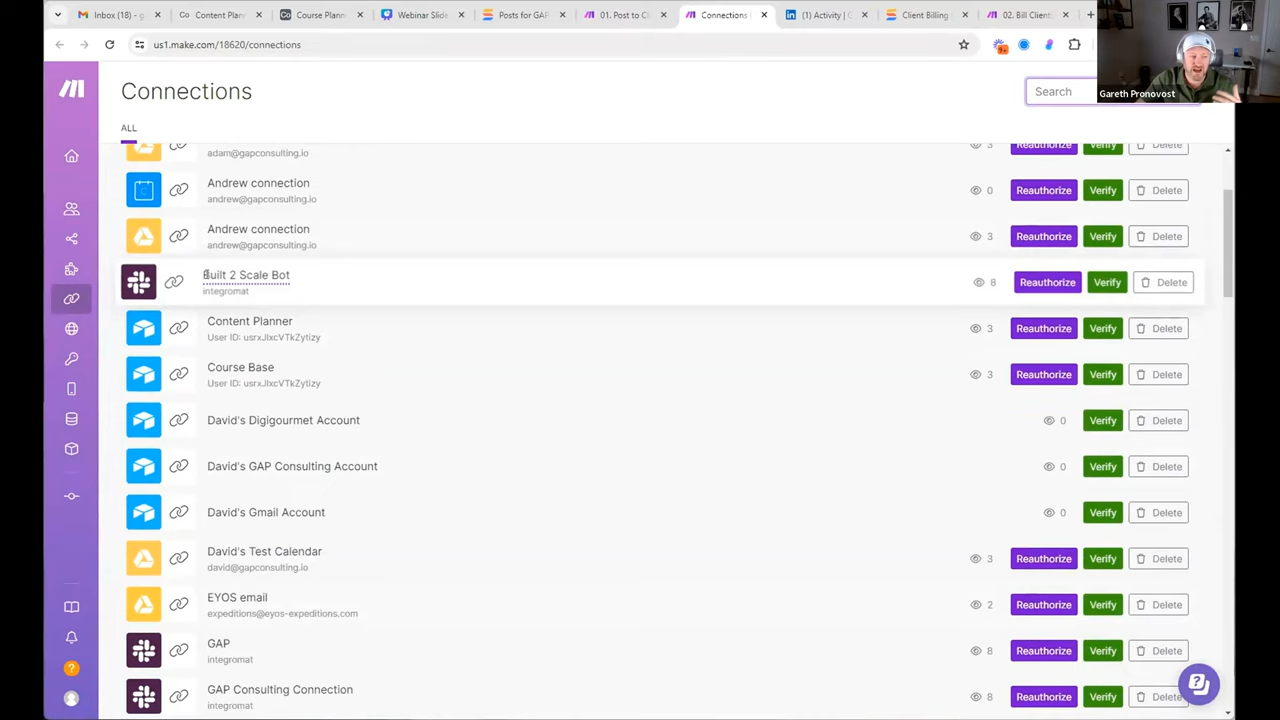 Inbox (18) - g
Content Plann
Course Planne
Webinar Slide
Posts for GAP
01. Post to Cl
Connections
(1) Activity | G
Client Billing
02. Bill Client
us1.make.com/18620/connections
9+
Gareth Pronovost
Connections
Search
ALL
adam@gapconsulting.io
3
Reauthorize
Verify
Delete
Andrew connection
andrew@gapconsulting.io
0
Reauthorize
Verify
Delete
Andrew connection
andrew@gapconsulting.io
3
Reauthorize
Verify
Delete
Built 2 Scale Bot
integromat
8
Reauthorize
Verify
Delete
Content Planner
User ID: usrxJlxcVTkZytizy
3
Reauthorize
Verify
Delete
Course Base
User ID: usrxJlxcVTkZytizy
3
Reauthorize
Verify
Delete
David's Digigourmet Account
0
Verify
Delete
David's GAP Consulting Account
0
Verify
Delete
David's Gmail Account
0
Verify
Delete
David's Test Calendar
david@gapconsulting.io
3
Reauthorize
Verify
Delete
EYOS email
expeditions@eyos-expeditions.com
2
Reauthorize
Verify
Delete
GAP
integromat
8
Reauthorize
Verify
Delete
GAP Consulting Connection
integromat
8
Reauthorize
Verify
Delete